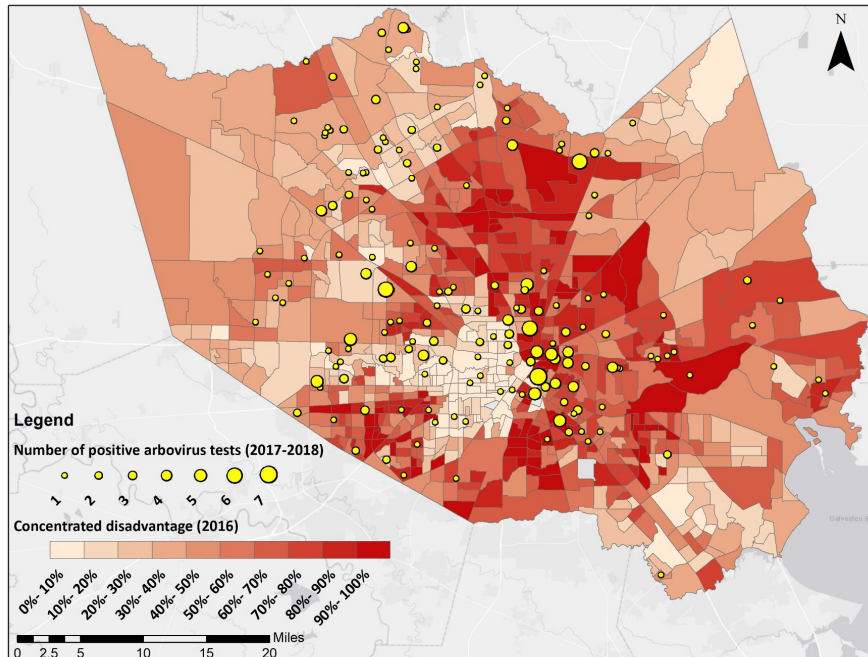 N
Legend
Number of positive arbovirus tests (2017-2018)
1 2 3 4 5 6 7
Concentrated disadvantage (2016)
0%- 10% 10%- 20% 20%- 30% 30%- 40% 40%- 50% 50%- 60% 60%- 70% 70%- 80% 80%- 90% 90%- 100%
Miles
0 2.5 5 10 15 20
Galveston